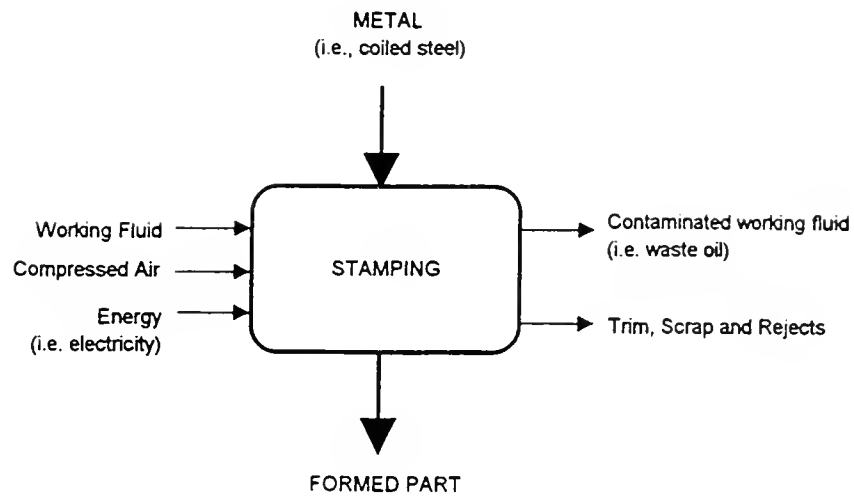 METAL
(i.e., coiled steel)
Working Fluid
Compressed Air
Energy
(i.e. electricity)
STAMPING
Contaminated working fluid
(i.e. waste oil)
Trim, Scrap and Rejects
FORMED PART